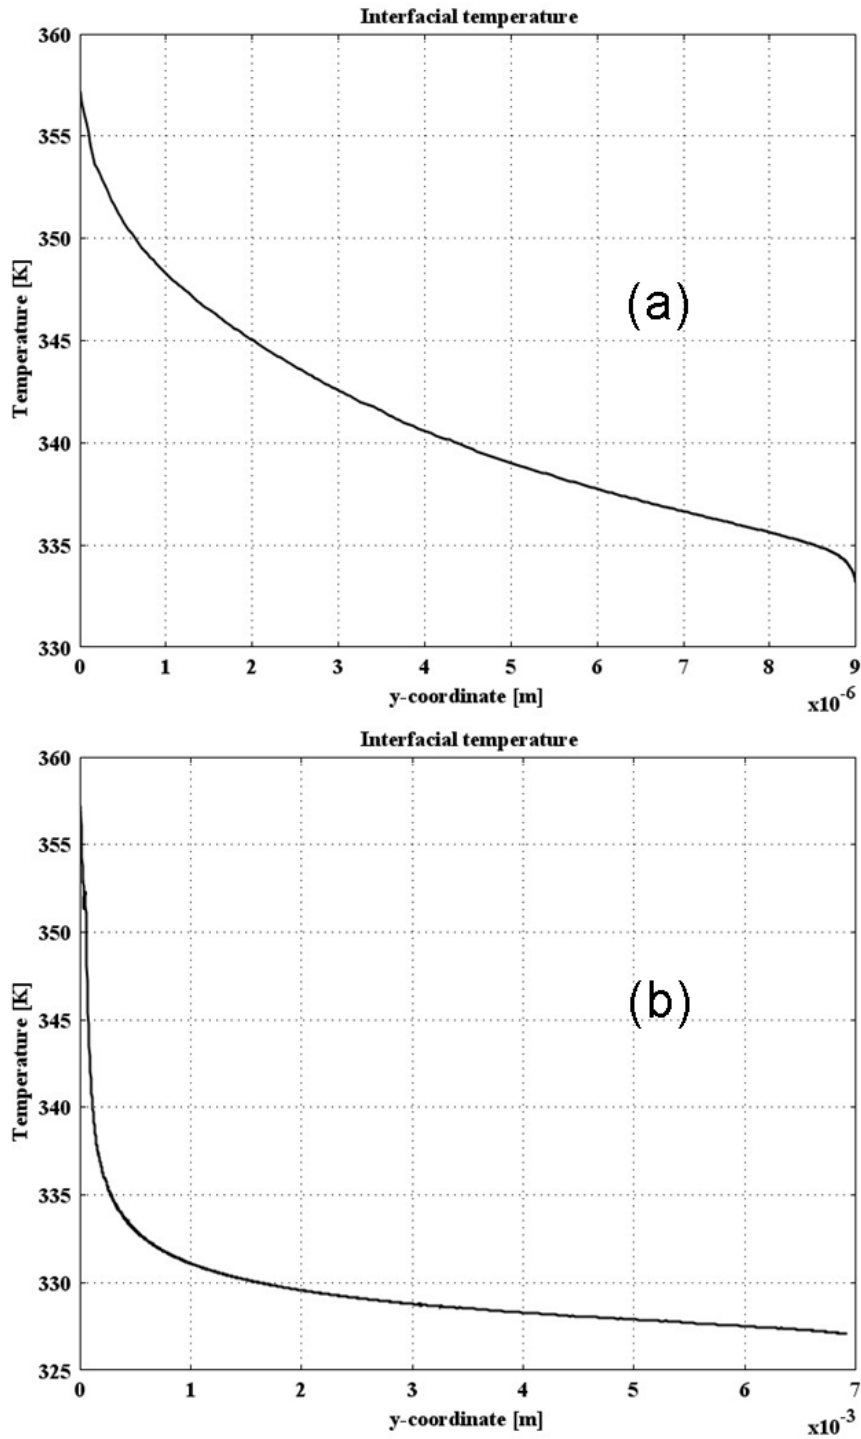 Interfacial temperature
360
355
350
345
340
335
330
Temperature [K]
(a)
0 1 2 3 4 5 6 7 8 9
y-coordinate [m]
x10-6
Interfacial temperature
360
355
350
345
340
335
330
325
Temperature [K]
(b)
0 1 2 3 4 5 6 7
y-coordinate [m]
x10-3